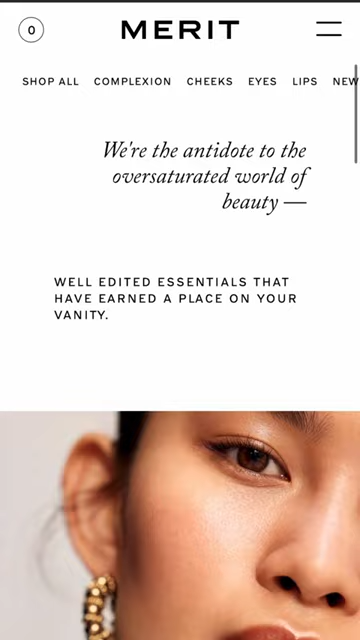 0
MERIT
SHOP ALL COMPLEXION CHEEKS EYES LIPS NEW
We're the antidote to the
oversaturated world of
beauty —
WELL EDITED ESSENTIALS THAT
HAVE EARNED A PLACE ON YOUR
VANITY.